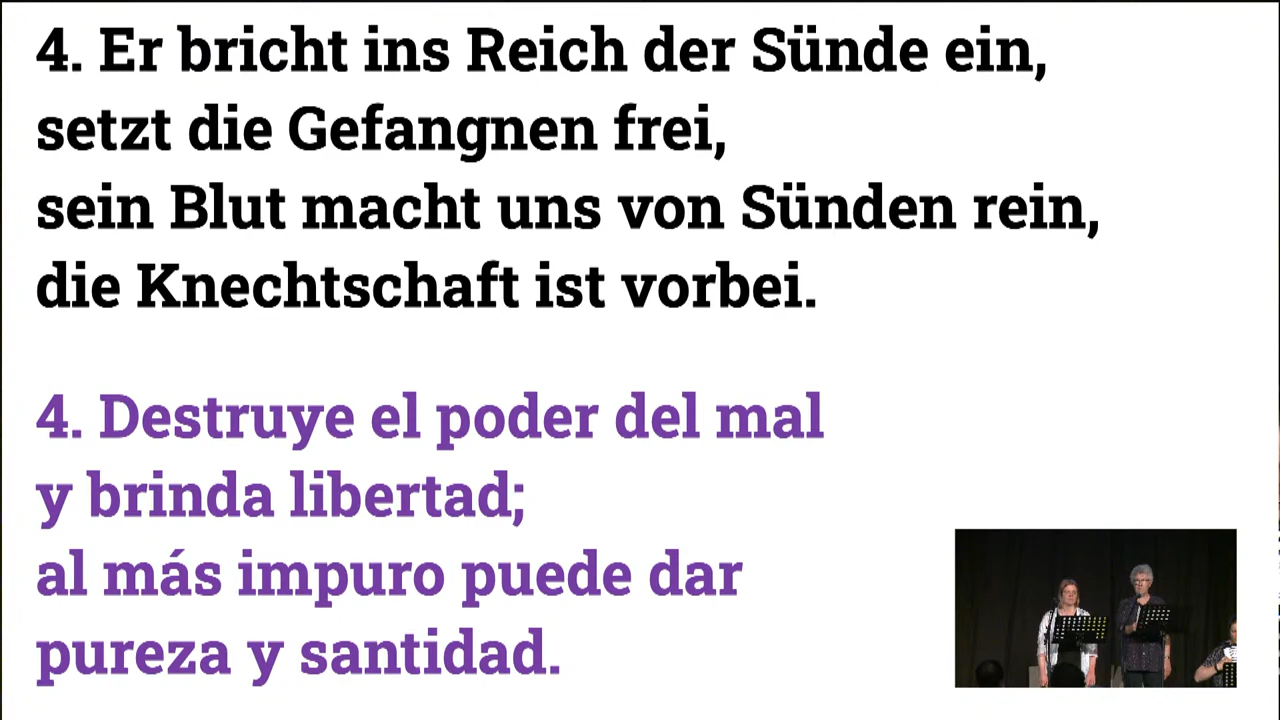 4. Er bricht ins Reich der Sünde ein,
setzt die Gefangnen frei,
sein Blut macht uns von Sünden rein,
die Knechtschaft ist vorbei.
4. Destruye el poder del mal
y brinda libertad;
al más impuro puede dar
pureza y santidad.